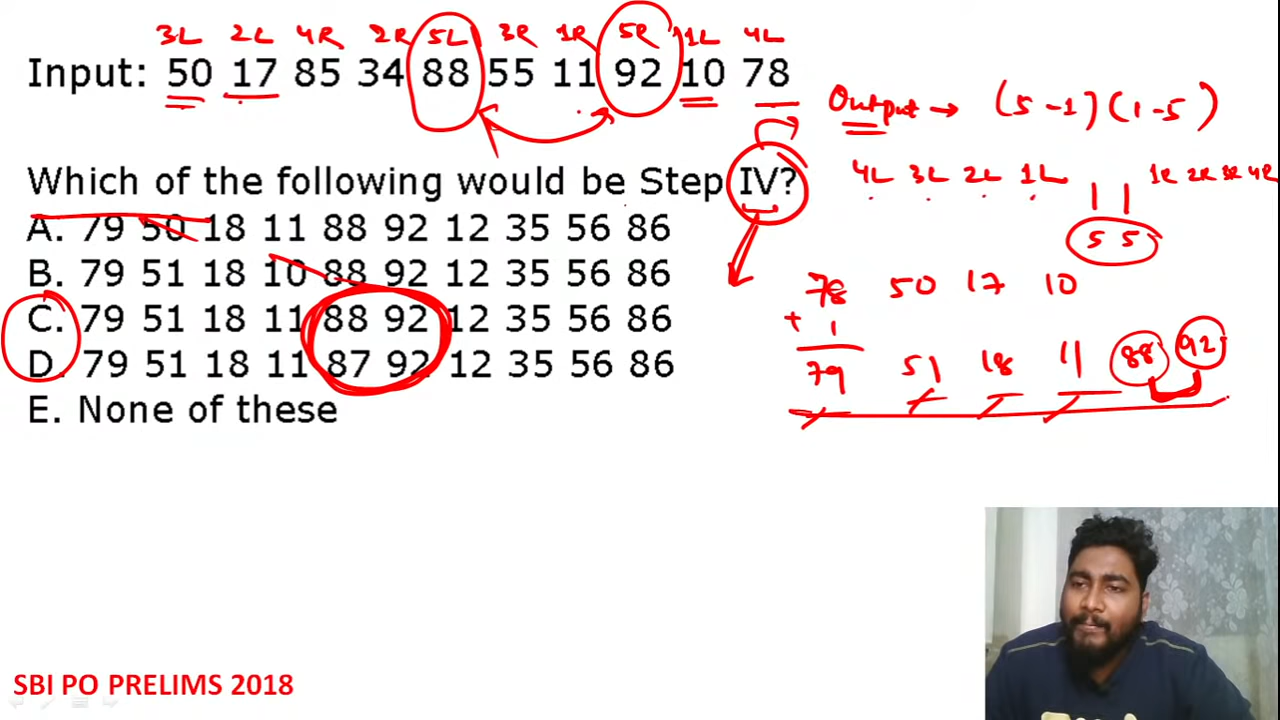 3L 2L 4R 2R 5L 3R 1R 5R 1L 4L
Input: 50 17 85 34 88 55 11 92 10 78
Output → (5-1)(1-5)
Which of the following would be Step IV?
4L 3L 2L 1L 1R 2R 3R 4R
5 5
A. 79 50 18 11 88 92 12 35 56 86
B. 79 51 18 10 88 92 12 35 56 86
C. 79 51 18 11 88 92 12 35 56 86
D. 79 51 18 11 87 92 12 35 56 86
E. None of these
78 50 17 10
+ 1
79 51 18 11 88 92
SBI PO PRELIMS 2018